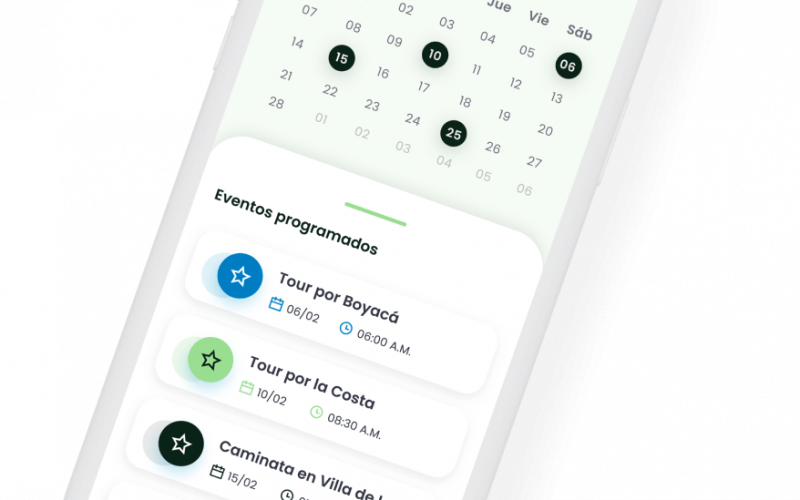 Jue Vie Sáb
02 03 04 05 06
07 08 09 10 11 12 13
14 15 16 17 18 19 20
21 22 23 24 25 26 27
28 01 02 03 04 05 06
Eventos programados
Tour por Boyacá
06/02 06:00 A.M.
Tour por la Costa
10/02 08:30 A.M.
Caminata en Villa de
15/02